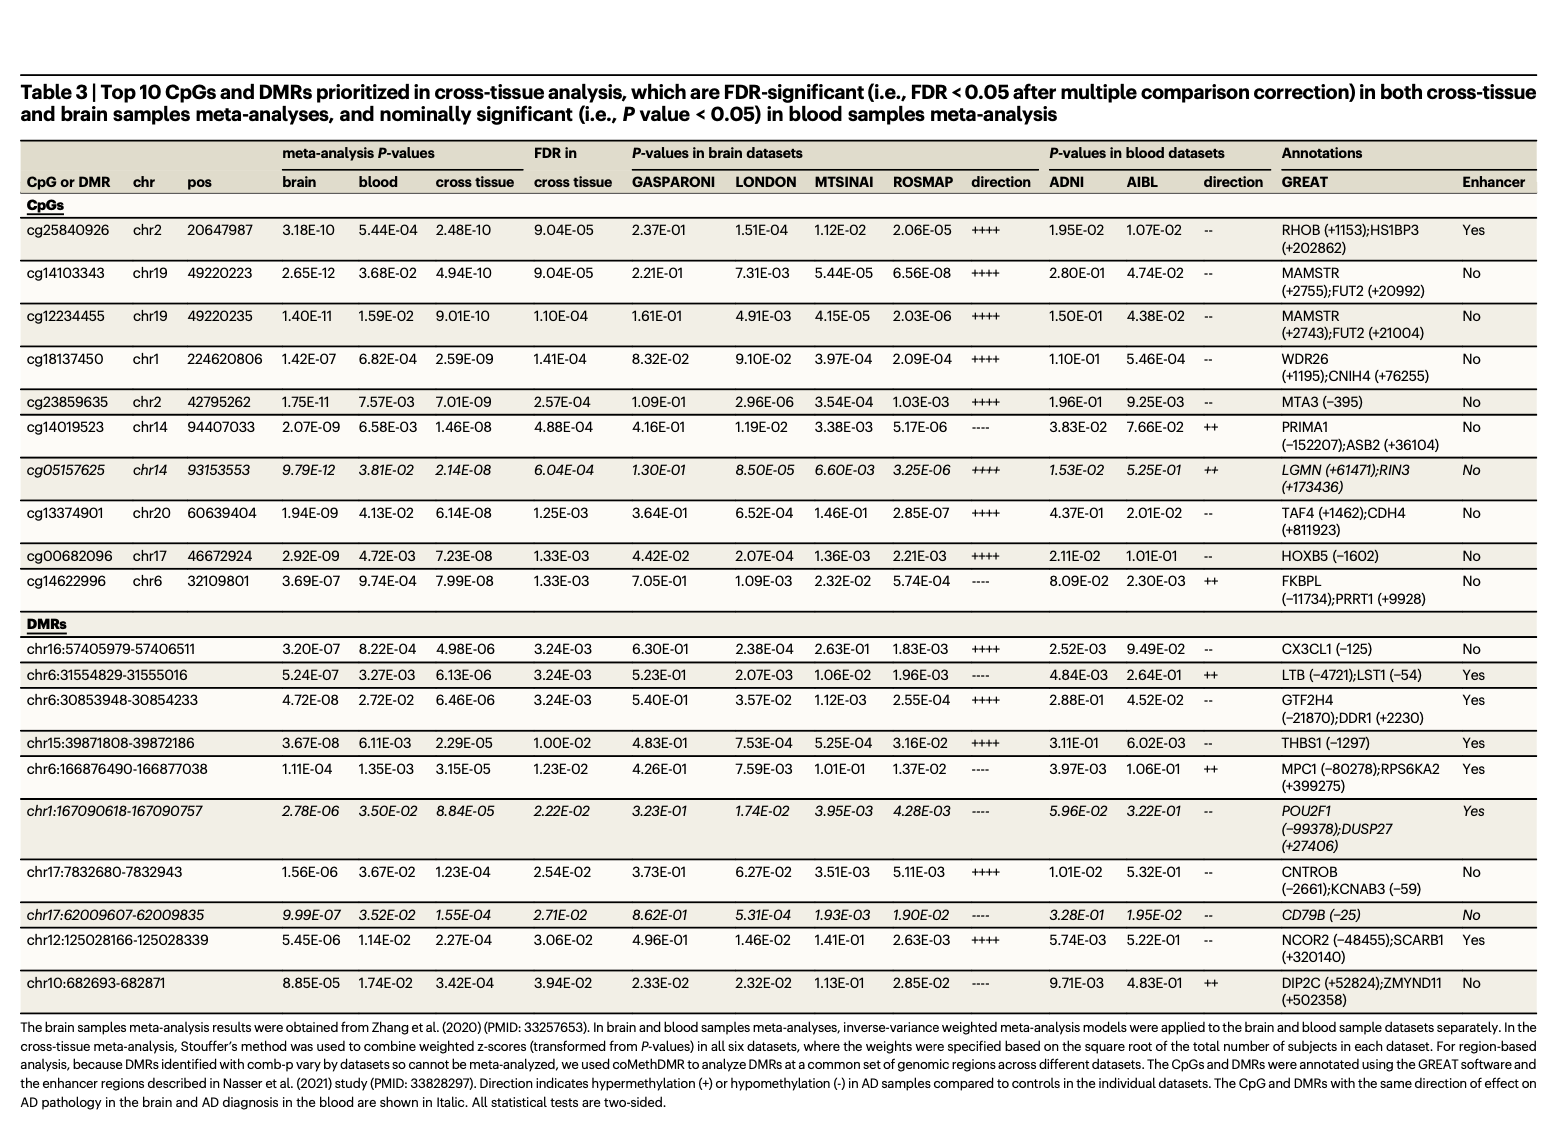 Table 3 | Top 10 CpGs and DMRs prioritized in cross-tissue analysis, which are FDR-significant (i.e., FDR < 0.05 after multiple comparison correction) in both cross-tissue
and brain samples meta-analyses, and nominally significant (i.e., P value < 0.05) in blood samples meta-analysis
meta-analysis P-values FDR in P-values in brain datasets P-values in blood datasets Annotations
CpG or DMR chr pos brain blood cross tissue cross tissue GASPARONI LONDON MTSINAI ROSMAP direction ADNI AIBL direction GREAT Enhancer
CpGs
cg25840926 chr2 20647987 3.18E-10 5.44E-04 2.48E-10 9.04E-05 2.37E-01 1.51E-04 1.12E-02 2.06E-05 ++++ 1.95E-02 1.07E-02 -- RHOB (+1153);HS1BP3 Yes
(+202862)
cg14103343 chr19 49220223 2.65E-12 3.68E-02 4.94E-10 9.04E-05 2.21E-01 7.31E-03 5.44E-05 6.56E-08 ++++ 2.80E-01 4.74E-02 -- MAMSTR No
(+2755);FUT2 (+20992)
cg12234455 chr19 49220235 1.40E-11 1.59E-02 9.01E-10 1.10E-04 1.61E-01 4.91E-03 4.15E-05 2.03E-06 ++++ 1.50E-01 4.38E-02 -- MAMSTR No
(+2743);FUT2 (+21004)
cg18137450 chr1 224620806 1.42E-07 6.82E-04 2.59E-09 1.41E-04 8.32E-02 9.10E-02 3.97E-04 2.09E-04 ++++ 1.10E-01 5.46E-04 -- WDR26 No
(+1195);CNIH4 (+76255)
cg23859635 chr2 42795262 1.75E-11 7.57E-03 7.01E-09 2.57E-04 1.09E-01 2.96E-06 3.54E-04 1.03E-03 ++++ 1.96E-01 9.25E-03 -- MTA3 (−395) No
cg14019523 chr14 94407033 2.07E-09 6.58E-03 1.46E-08 4.88E-04 4.16E-01 1.19E-02 3.38E-03 5.17E-06 ---- 3.83E-02 7.66E-02 ++ PRIMA1 No
(−152207);ASB2 (+36104)
cg05157625 chr14 93153553 9.79E-12 3.81E-02 2.14E-08 6.04E-04 1.30E-01 8.50E-05 6.60E-03 3.25E-06 ++++ 1.53E-02 5.25E-01 ++ LGMN (+61471);RIN3 No
(+173436)
cg13374901 chr20 60639404 1.94E-09 4.13E-02 6.14E-08 1.25E-03 3.64E-01 6.52E-04 1.46E-01 2.85E-07 ++++ 4.37E-01 2.01E-02 -- TAF4 (+1462);CDH4 No
(+811923)
cg00682096 chr17 46672924 2.92E-09 4.72E-03 7.23E-08 1.33E-03 4.42E-02 2.07E-04 1.36E-03 2.21E-03 ++++ 2.11E-02 1.01E-01 -- HOXB5 (−1602) No
cg14622996 chr6 32109801 3.69E-07 9.74E-04 7.99E-08 1.33E-03 7.05E-01 1.09E-03 2.32E-02 5.74E-04 ---- 8.09E-02 2.30E-03 ++ FKBPL No
(−11734);PRRT1 (+9928)
DMRs
chr16:57405979-57406511 3.20E-07 8.22E-04 4.98E-06 3.24E-03 6.30E-01 2.38E-04 2.63E-01 1.83E-03 ++++ 2.52E-03 9.49E-02 -- CX3CL1 (−125) No
chr6:31554829-31555016 5.24E-07 3.27E-03 6.13E-06 3.24E-03 5.23E-01 2.07E-03 1.06E-02 1.96E-03 ---- 4.84E-03 2.64E-01 ++ LTB (−4721);LST1 (−54) Yes
chr6:30853948-30854233 4.72E-08 2.72E-02 6.46E-06 3.24E-03 5.40E-01 3.57E-02 1.12E-03 2.55E-04 ++++ 2.88E-01 4.52E-02 -- GTF2H4 Yes
(−21870);DDR1 (+2230)
chr15:39871808-39872186 3.67E-08 6.11E-03 2.29E-05 1.00E-02 4.83E-01 7.53E-04 5.25E-04 3.16E-02 ++++ 3.11E-01 6.02E-03 -- THBS1 (−1297) Yes
chr6:166876490-166877038 1.11E-04 1.35E-03 3.15E-05 1.23E-02 4.26E-01 7.59E-03 1.01E-01 1.37E-02 ---- 3.97E-03 1.06E-01 ++ MPC1 (−80278);RPS6KA2 Yes
(+399275)
chr1:167090618-167090757 2.78E-06 3.50E-02 8.84E-05 2.22E-02 3.23E-01 1.74E-02 3.95E-03 4.28E-03 ---- 5.96E-02 3.22E-01 -- POU2F1 Yes
(−99378);DUSP27
(+27406)
chr17:7832680-7832943 1.56E-06 3.67E-02 1.23E-04 2.54E-02 3.73E-01 6.27E-02 3.51E-03 5.11E-03 ++++ 1.01E-02 5.32E-01 -- CNTROB No
(−2661);KCNAB3 (−59)
chr17:62009607-62009835 9.99E-07 3.52E-02 1.55E-04 2.71E-02 8.62E-01 5.31E-04 1.93E-03 1.90E-02 ---- 3.28E-01 1.95E-02 -- CD79B (−25) No
chr12:125028166-125028339 5.45E-06 1.14E-02 2.27E-04 3.06E-02 4.96E-01 1.46E-02 1.41E-01 2.63E-03 ++++ 5.74E-03 5.22E-01 -- NCOR2 (−48455);SCARB1 Yes
(+320140)
chr10:682693-682871 8.85E-05 1.74E-02 3.42E-04 3.94E-02 2.33E-02 2.32E-02 1.13E-01 2.85E-02 ---- 9.71E-03 4.83E-01 ++ DIP2C (+52824);ZMYND11 No
(+502358)
The brain samples meta-analysis results were obtained from Zhang et al. (2020) (PMID: 33257653). In brain and blood samples meta-analyses, inverse-variance weighted meta-analysis models were applied to the brain and blood sample datasets separately. In the
cross-tissue meta-analysis, Stouffer’s method was used to combine weighted z-scores (transformed from P-values) in all six datasets, where the weights were specified based on the square root of the total number of subjects in each dataset. For region-based
analysis, because DMRs identified with comb-p vary by datasets so cannot be meta-analyzed, we used coMethDMR to analyze DMRs at a common set of genomic regions across different datasets. The CpGs and DMRs were annotated using the GREAT software and
the enhancer regions described in Nasser et al. (2021) study (PMID: 33828297). Direction indicates hypermethylation (+) or hypomethylation (-) in AD samples compared to controls in the individual datasets. The CpG and DMRs with the same direction of effect on
AD pathology in the brain and AD diagnosis in the blood are shown in Italic. All statistical tests are two-sided.